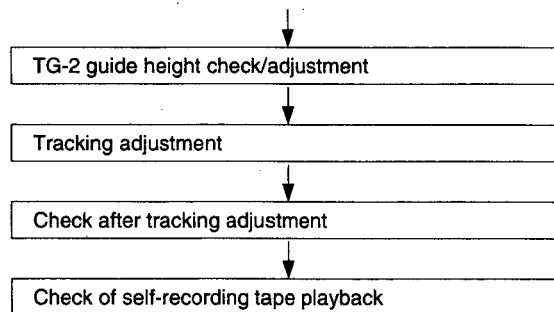 TG-2 guide height check/adjustment
Tracking adjustment
Check after tracking adjustment
Check of self-recording tape playback